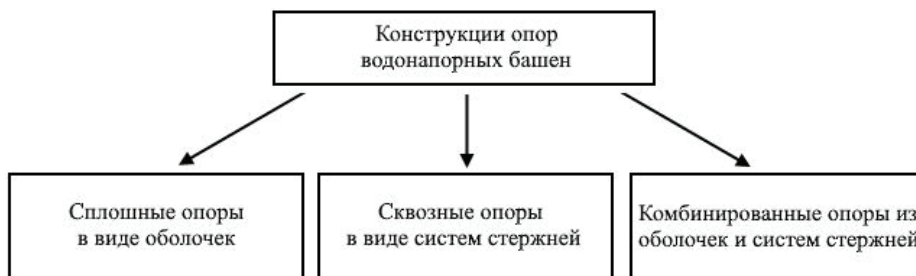 Конструкции опор
водонапорных башен
Сплошные опоры
в виде оболочек
Сквозные опоры
в виде систем стержней
Комбинированные опоры из
оболочек и систем стержней